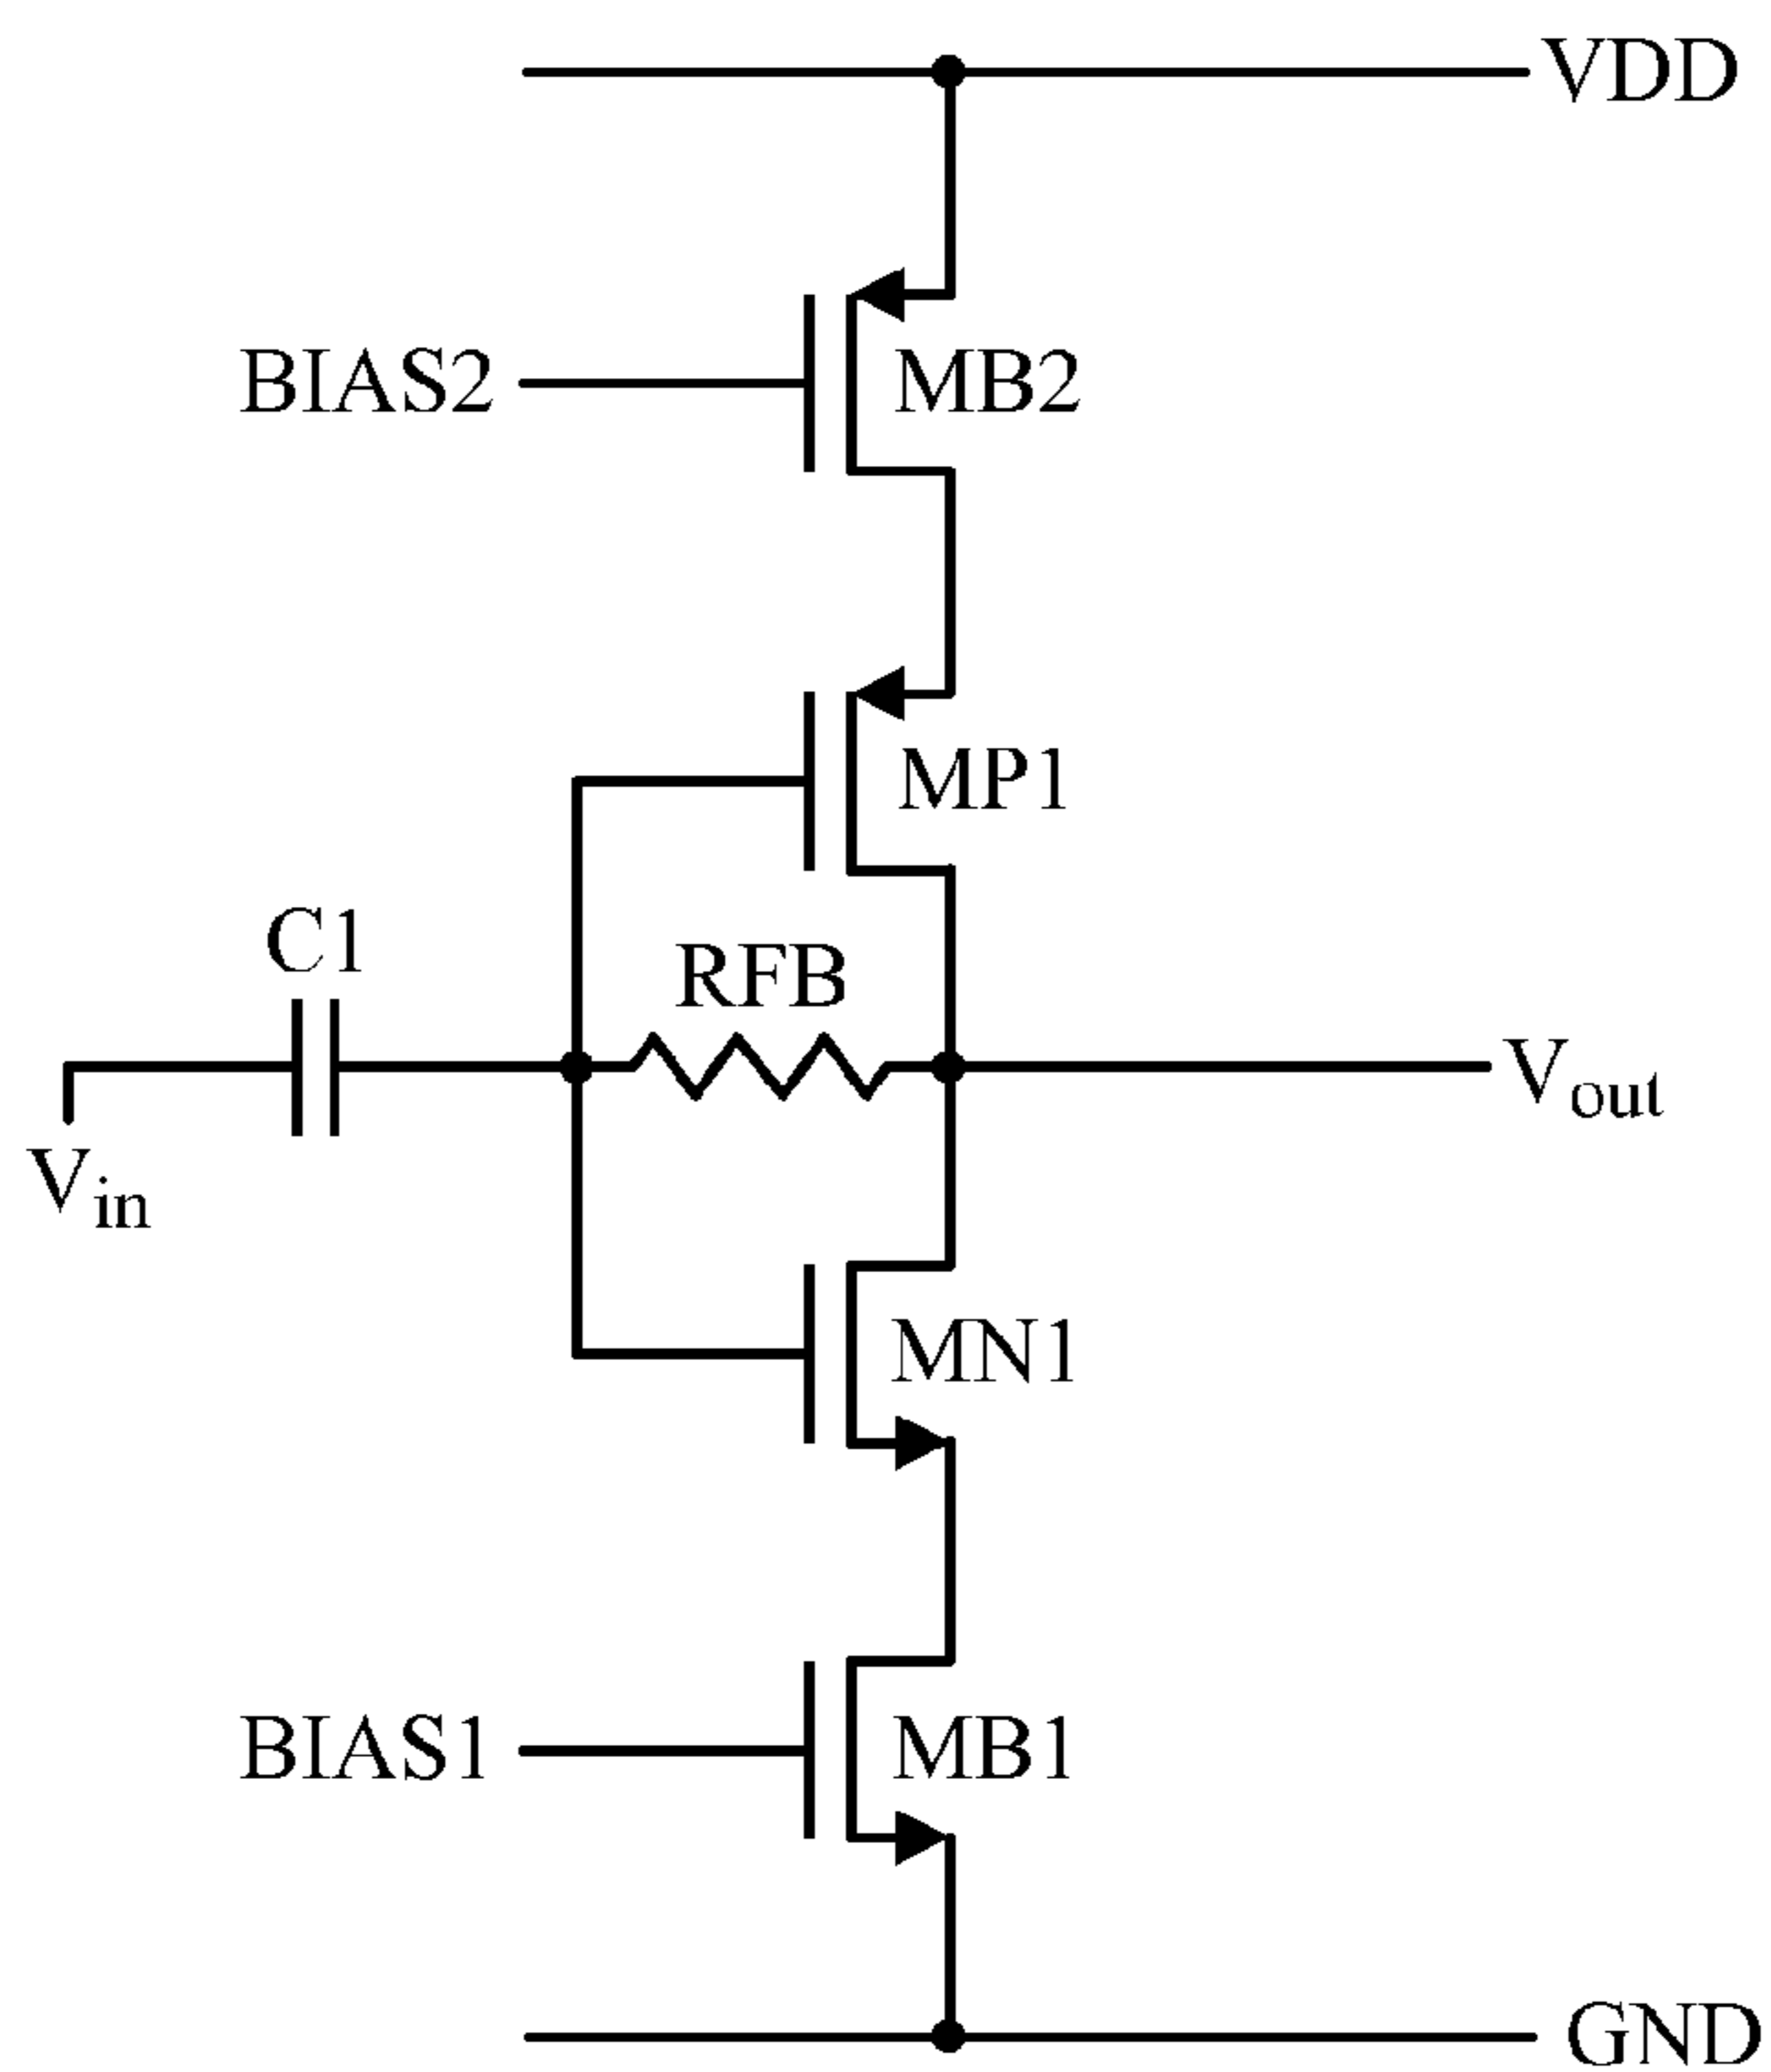 VDD
BIAS2
MB2
MP1
C1
RFB
Vout
Vin
MN1
BIAS1
MB1
GND